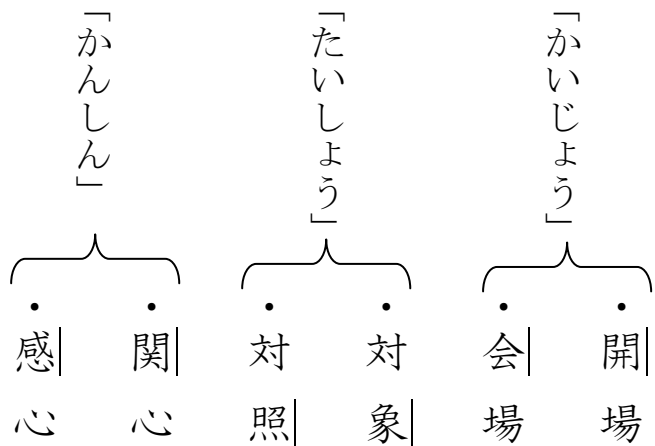 「かいじょう」
・開場
・会場
「たいしょう」
・対象
・対照
「かんしん」
・関心
・感心